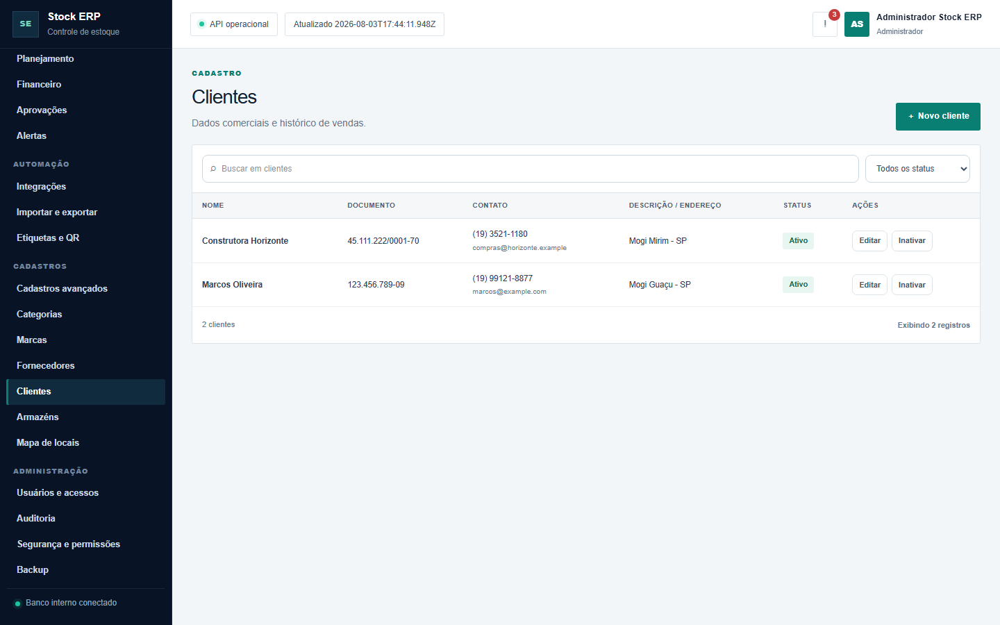 SE
Stock ERP
Controle de estoque
Planejamento
Financeiro
Aprovações
Alertas
AUTOMAÇÃO
Integrações
Importar e exportar
Etiquetas e QR
CADASTROS
Cadastros avançados
Categorias
Marcas
Fornecedores
Clientes
Armazéns
Mapa de locais
ADMINISTRAÇÃO
Usuários e acessos
Auditoria
Segurança e permissões
Backup
Banco interno conectado
API operacional
Atualizado 2026-08-03T17:44:11.948Z
!
3
AS
Administrador Stock ERP
Administrador
CADASTRO
Clientes
Dados comerciais e histórico de vendas.
+ Novo cliente
Buscar em clientes
Todos os status
NOME DOCUMENTO CONTATO DESCRIÇÃO / ENDEREÇO STATUS AÇÕES
Construtora Horizonte 45.111.222/0001-70 (19) 3521-1180 Mogi Mirim - SP Ativo Editar Inativar
compras@horizonte.example
Marcos Oliveira 123.456.789-09 (19) 99121-8877 Mogi Guaçu - SP Ativo Editar Inativar
marcos@example.com
2 clientes
Exibindo 2 registros